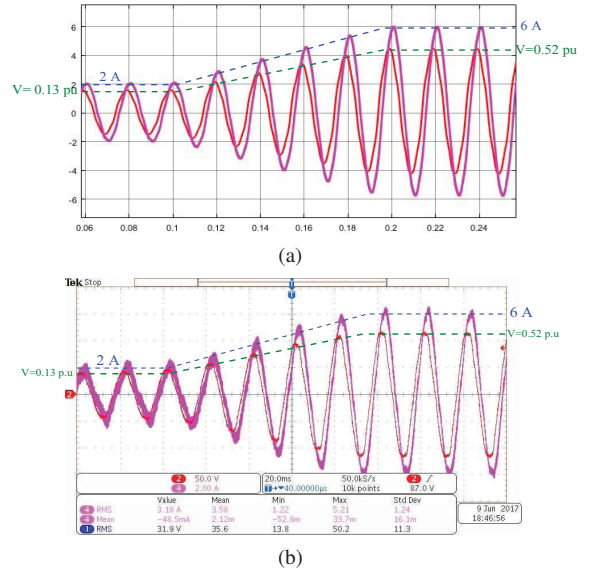 6 A
6
V=0.52 pu
4
2 A
2
V= 0.13 pu
0
-2
-4
-6
0.06 0.08 0.1 0.12 0.14 0.16 0.18 0.2 0.22 0.24
(a)
Tek Stop
6 A
V=0.52 p.u
2 A
V=0.13 p.u
2
2 50.0 V 20.0ms 50.0kS/s 2
4 2.00 A 40.00000µs 10k points 87.0 V
Value Mean Min Max Std Dev
4 RMS 3.18 A 3.58 1.22 5.21 1.24
4 Mean −48.5mA 2.12m −52.8m 33.7m 16.1m
1 RMS 31.9 V 35.6 13.8 50.2 11.3
9 Jun 2017
18:46:56
(b)